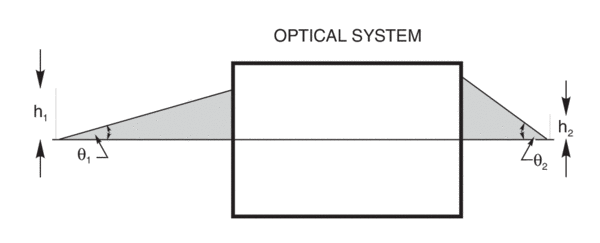 OPTICAL SYSTEM
h₁
θ₁
h₂
θ₂